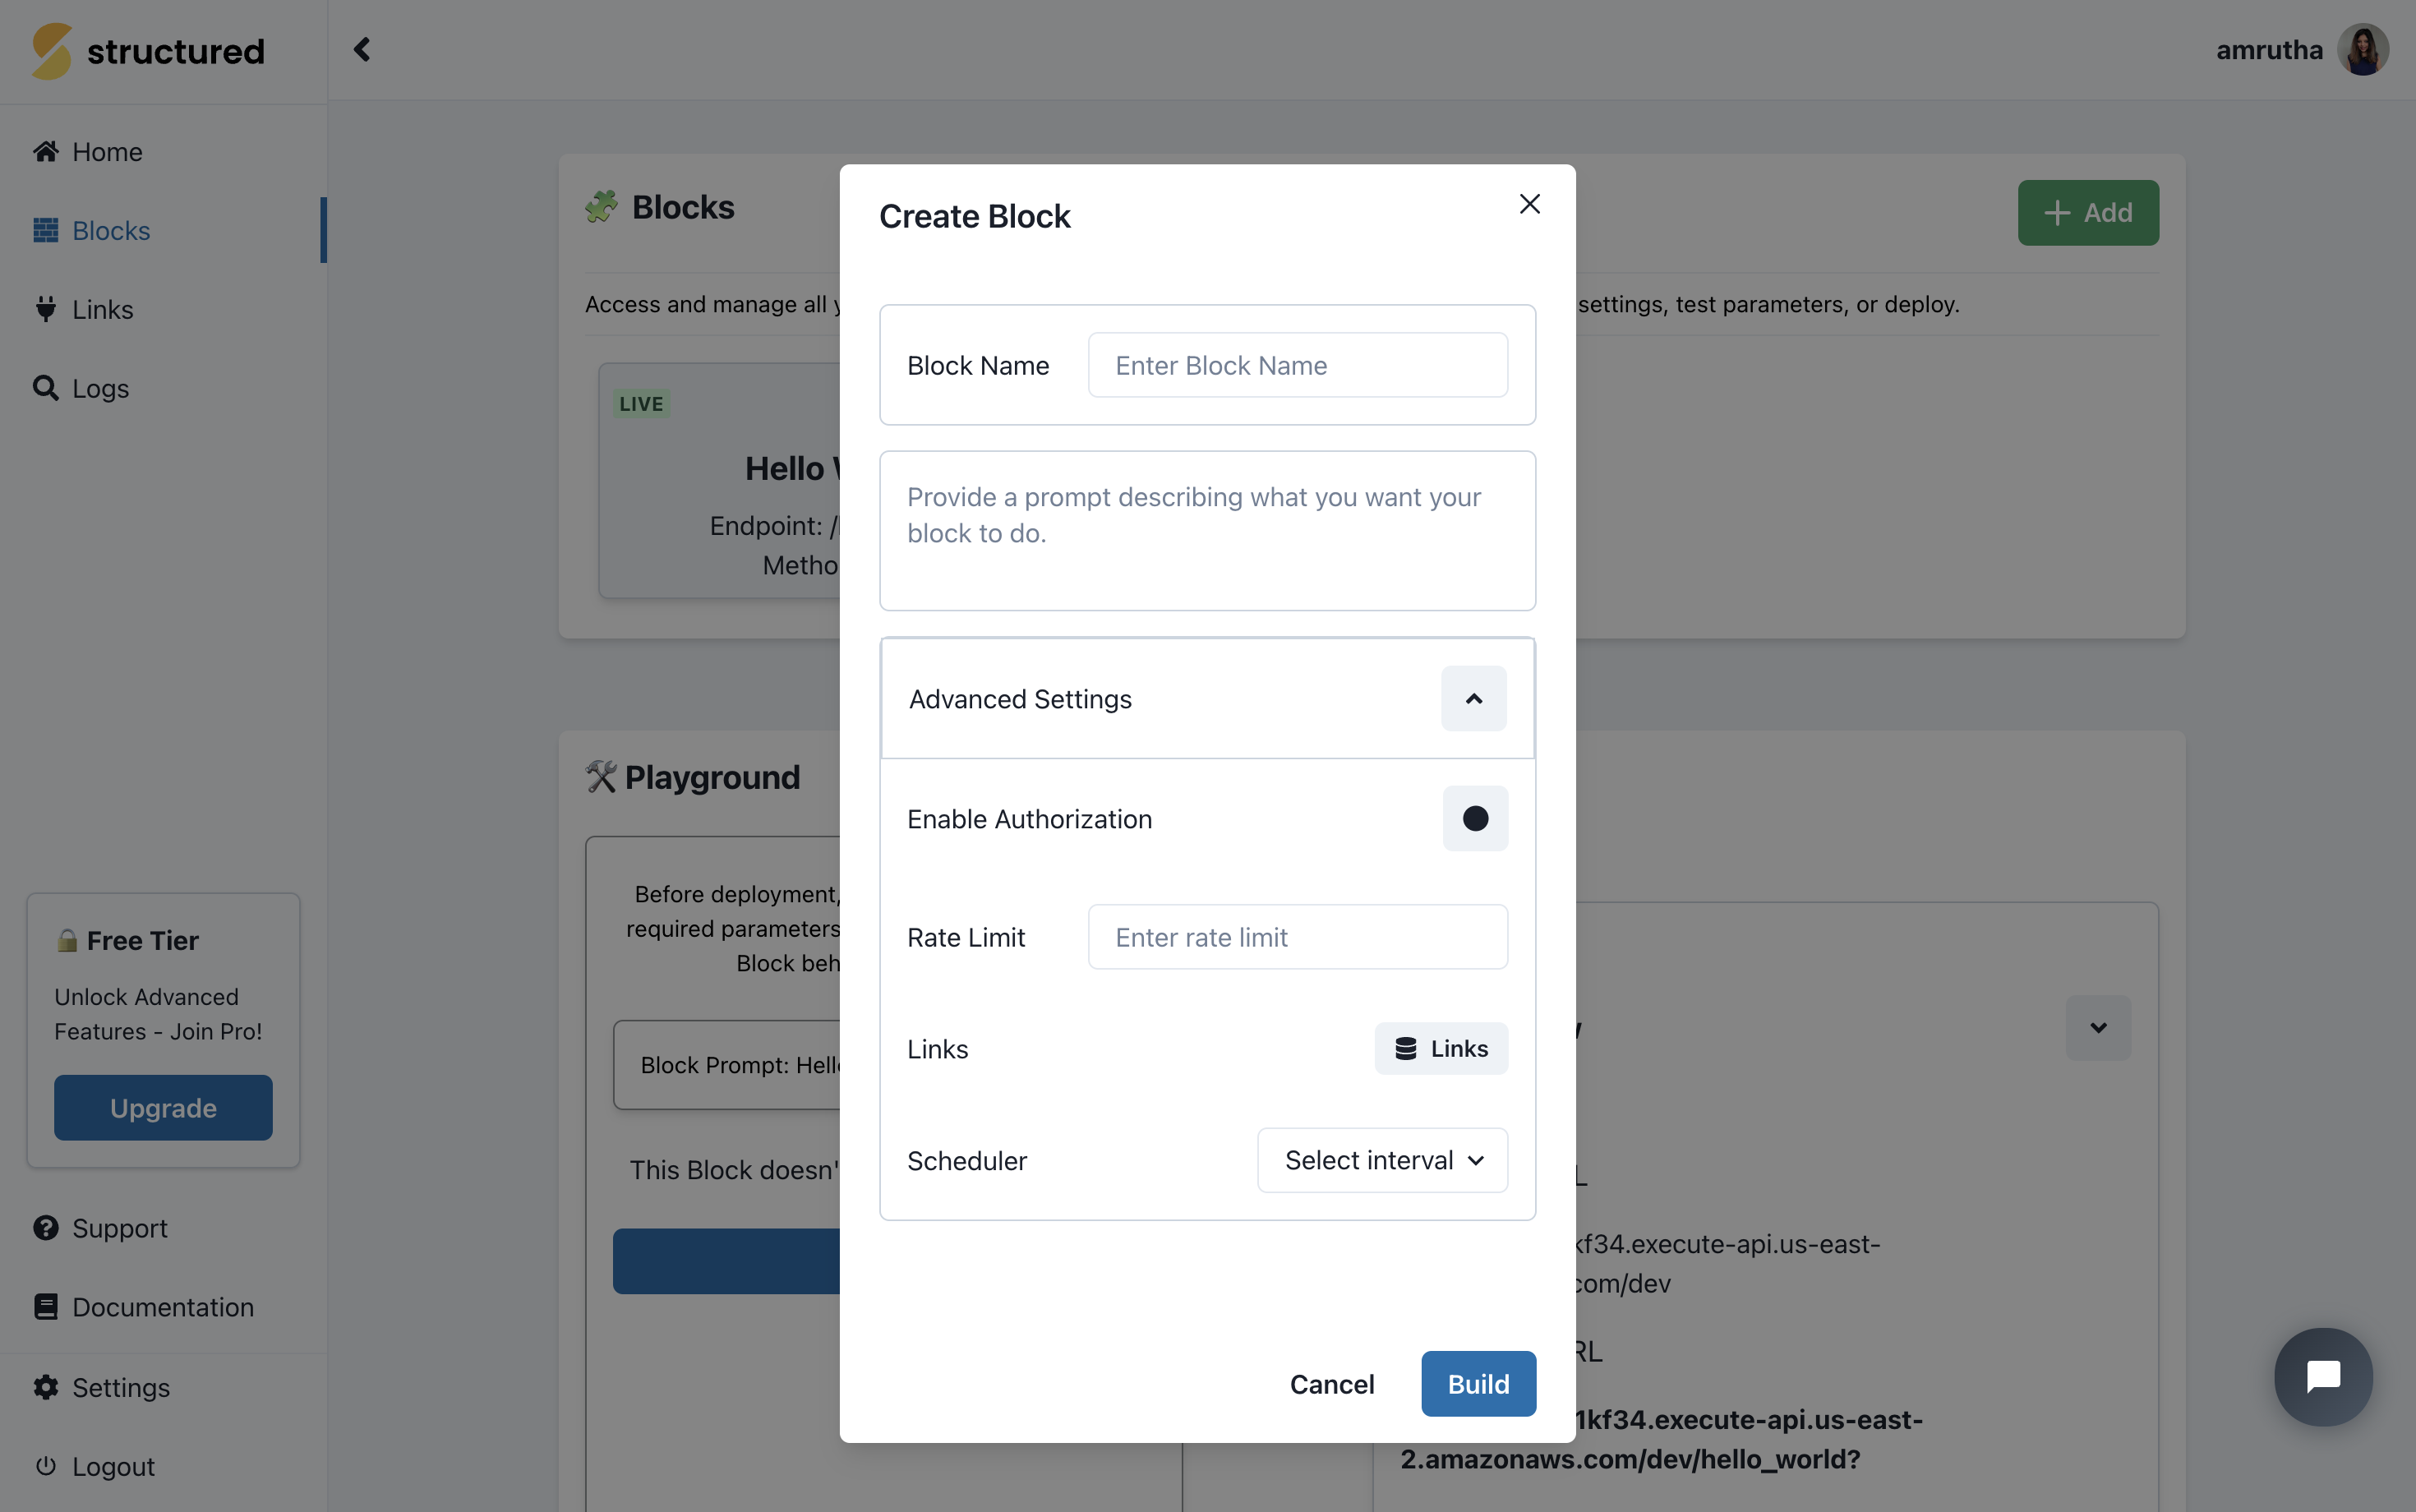 structured
amrutha
Home
Blocks
Links
Logs
Free Tier
Unlock Advanced
Features - Join Pro!
Upgrade
Support
Documentation
Settings
Logout
Blocks
Add
Access and manage all
settings, test parameters, or deploy.
LIVE
Hello
Endpoint: /
Metho
Playground
Before deployment,
required parameters
Block beh
Block Prompt: Hell
This Block doesn'
Create Block
Block Name
Enter Block Name
Provide a prompt describing what you want your
block to do.
Advanced Settings
Enable Authorization
Rate Limit
Enter rate limit
Links
Links
Scheduler
Select interval
Cancel
Build
kf34.execute-api.us-east-
com/dev
RL
1kf34.execute-api.us-east-
2.amazonaws.com/dev/hello_world?